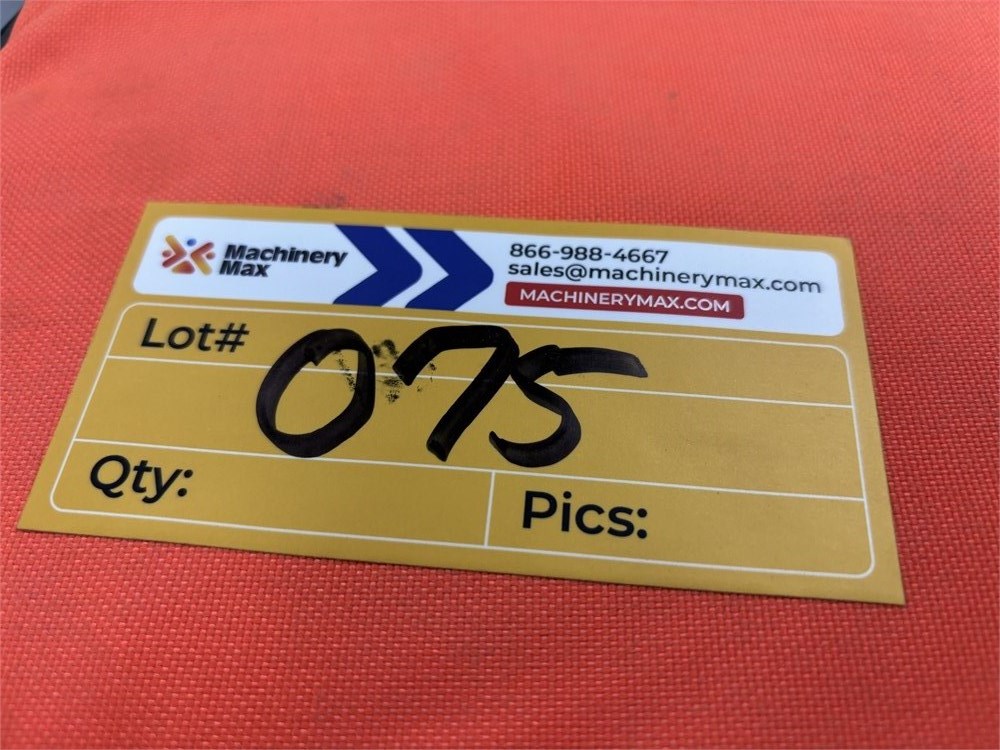 Machinery
Max
866-988-4667
sales@machinerymax.com
MACHINERYMAX.COM
Lot# 075
Qty:
Pics: